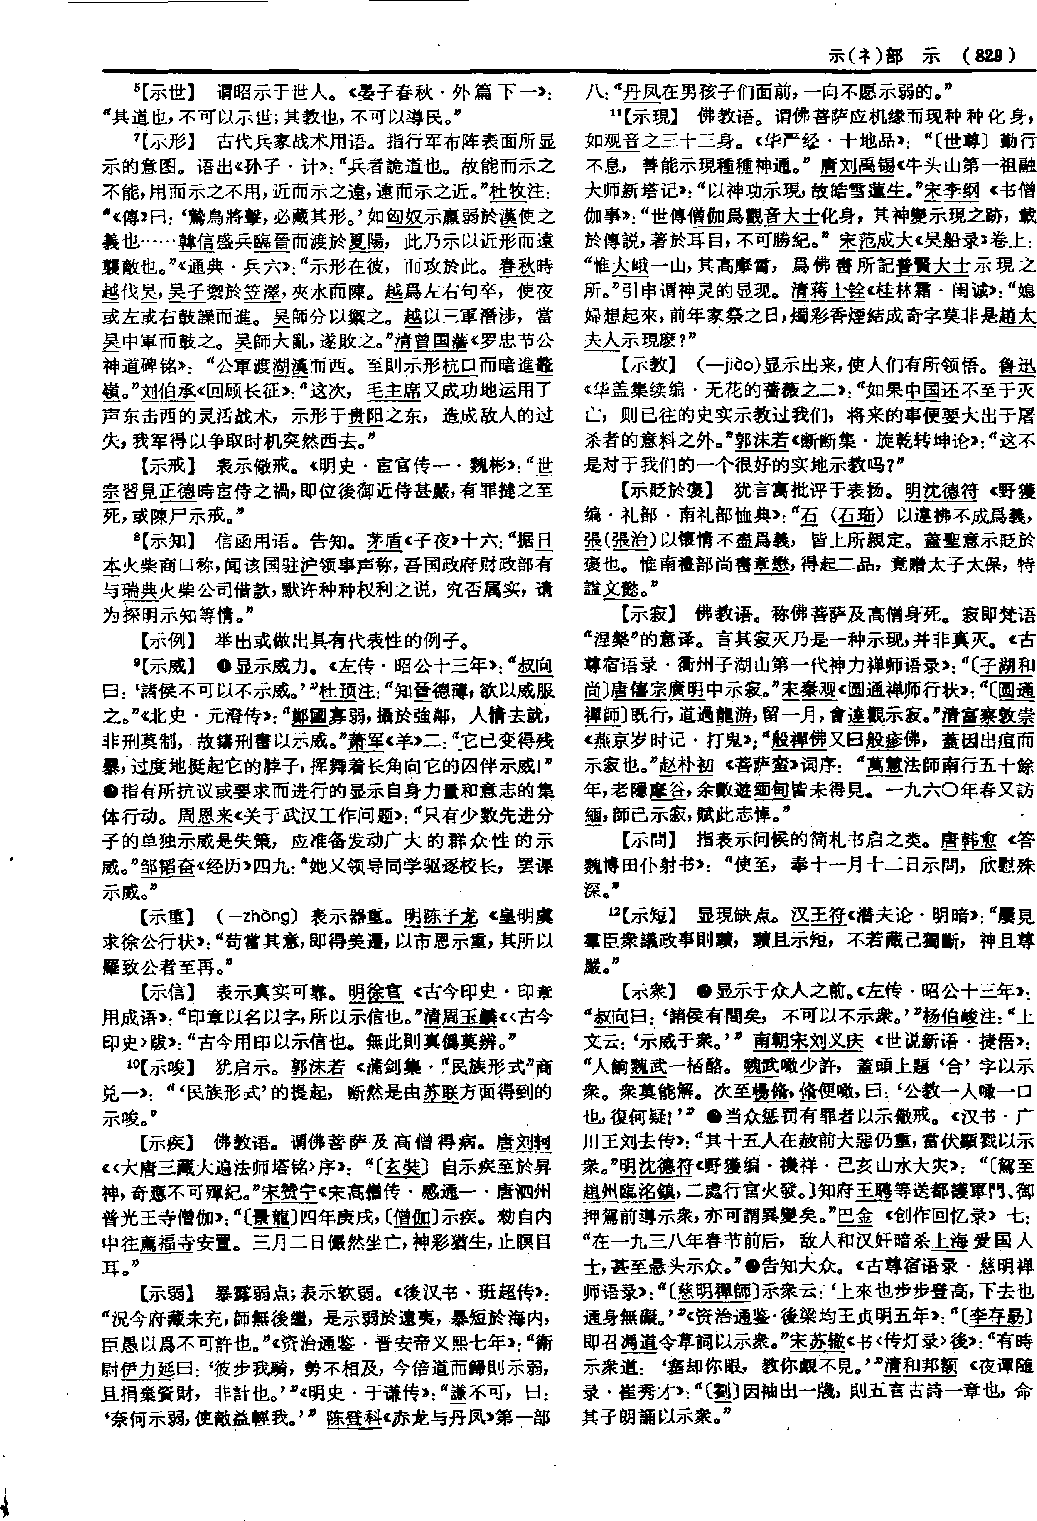 示(礻)部 示 (829)
⁵【示世】 谓昭示于世人。《晏子春秋·外篇下一》:
“其道也,不可以示世;其教也,不可以導民。”
⁷【示形】 古代兵家战术用语。指行军布阵表面所显
示的意图。语出《孙子·计》:“兵者詭道也。故能而示之
不能,用而示之不用,近而示之遠,遠而示之近。”杜牧注:
“《傳》曰:‘鷙鳥將擊,必藏其形。’如匈奴示羸弱於漢使之
義也……韓信盛兵臨晉而渡於夏陽, 此乃示以近形而遠
襲敵也。”《通典·兵六》:“示形在彼, 而攻於此。春秋時
越伐吴,吴子禦於笠澤,夾水而陳。越爲左右句卒, 使夜
或左或右鼓譟而進。吴師分以禦之。越以三軍潛涉, 當
吴中軍而鼓之。吴師大亂,遂敗之。”清曾国藩《罗忠节公
神道碑铭》: “公軍渡湖漢而西。至則示形杭口而暗進鼇
嶺。”刘伯承《回顾长征》:“这次, 毛主席又成功地运用了
声东击西的灵活战术, 示形于贵阳之东, 造成敌人的过
失,我军得以争取时机突然西去。”
【示戒】 表示儆戒。《明史·宦官传一·魏彬》:“世
宗習見正德時宦侍之禍,即位後御近侍甚嚴,有罪撻之至
死,或陳尸示戒。”
⁸【示知】 信函用语。告知。茅盾《子夜》十六:“据日
本火柴商口称,闻该国驻沪领事声称,吾国政府财政部有
与瑞典火柴公司借款,默许种种权利之说,究否属实,请
为探明示知等情。”
【示例】 举出或做出具有代表性的例子。
⁹【示威】 ❶显示威力。《左传·昭公十三年》:“叔向
曰:‘諸侯不可以不示威。’”杜预注:“知晉德薄,欲以威服
之。”《北史·元澄传》:“鄭國寡弱,攝於強鄰, 人情去就,
非刑莫制, 故鑄刑書以示威。”萧军《羊》二:“它已变得残
暴,过度地挺起它的脖子,挥舞着长角向它的囚伴示威!”
❷指有所抗议或要求而进行的显示自身力量和意志的集
体行动。周恩来《关于武汉工作问题》:“只有少数先进分
子的单独示威是失策, 应准备发动广大的群众性的示
威。”邹韬奋《经历》四九:“她又领导同学驱逐校长, 罢课
示威。”
【示重】 (—zhòng) 表示器重。明陈子龙《皇明虞
求徐公行状》:“苟當其意,即得美遷,以市恩示重,其所以
羅致公者至再。”
【示信】 表示真实可靠。明徐官《古今印史·印章
用成语》:“印章以名以字,所以示信也。”清周玉麟《〈古今
印史〉跋》:“古今用印以示信也。無此則真僞莫辨。”
¹⁰【示唆】 犹启示。郭沫若《沸羹集·“民族形式”商
兑一》: “‘民族形式’的提起, 断然是由苏联方面得到的
示唆。”
【示疾】 佛教语。谓佛菩萨及高僧得病。唐刘轲
《〈大唐三藏大遍法师塔铭〉序》: “〔玄奘〕自示疾至於昇
神,奇應不可殫紀。”宋赞宁《宋高僧传·感通一·唐泗州
普光王寺僧伽》:“〔景龍〕四年庚戌,〔僧伽〕示疾。勑自内
中往薦福寺安置。三月二日儼然坐亡,神彩猶生,止瞑目
耳。”
【示弱】 暴露弱点;表示软弱。《後汉书·班超传》:
“况今府藏未充,師無後繼, 是示弱於遠夷, 暴短於海内,
臣愚以爲不可許也。”《资治通鉴·晋安帝义熙七年》:“衛
尉伊力延曰:‘彼步我騎, 勢不相及, 今倍道而歸則示弱,
且捐棄資財, 非計也。’”《明史·于谦传》:“謙不可, 曰:
‘奈何示弱,使敵益輕我。’” 陈登科《赤龙与丹凤》第一部
八:“丹凤在男孩子们面前,一向不愿示弱的。”
¹¹【示現】 佛教语。谓佛菩萨应机缘而现种种化身,
如观音之三十三身。《华严经·十地品》: “〔世尊〕勤行
不息, 善能示現種種神通。” 唐刘禹锡《牛头山第一祖融
大师新塔记》:“以神功示現,故皓雪蓮生。”宋李纲《书僧
伽事》:“世傳僧伽爲觀音大士化身, 其神變示現之跡, 載
於傳說,著於耳目,不可勝紀。” 宋范成大《吴船录》卷上:
“惟大峨一山,其高摩霄, 爲佛書所記普賢大士示現之
所。”引申谓神灵的显现。清蒋士铨《桂林霜·闺诫》:“媳
婦想起來,前年家祭之日,燭彩香煙結成奇字莫非是趙太
夫人示現麽?”
【示教】 (—jiào)显示出来,使人们有所领悟。鲁迅
《华盖集续编·无花的蔷薇之二》:“如果中国还不至于灭
亡, 则已往的史实示教过我们, 将来的事便要大出于屠
杀者的意料之外。”郭沫若《断断集·旋乾转坤论》:“这不
是对于我们的一个很好的实地示教吗?”
【示貶於褒】 犹言寓批评于表扬。明沈德符《野獲
编·礼部·南礼部恤典》:“石(石珤)以違拂不成爲義,
張(張治)以懷情不盡爲義, 皆上所親定。蓋聖意示貶於
褒也。惟南禮部尚書章懋,得起二品, 竟贈太子太保,特
諡文懿。”
【示寂】 佛教语。称佛菩萨及高僧身死。寂即梵语
“涅槃”的意译。言其寂灭乃是一种示现,并非真灭。《古
尊宿语录·衢州子湖山第一代神力禅师语录》:“〔子湖和
尚〕唐僖宗廣明中示寂。”宋秦观《圆通禅师行状》:“〔圆通
禪師〕既行,道過龍游,留一月,會達觀示寂。”清富察敦崇
《燕京岁时记·打鬼》:“般禪佛又曰般瘞佛, 蓋因出痘而
示寂也。”赵朴初《菩萨蛮》词序: “萬慧法師南行五十餘
年,老隱摩谷,余數遊緬甸皆未得見。一九六〇年春又訪
緬,師已示寂,賦此志悼。”
【示問】 指表示问候的简札书启之类。唐韩愈《答
魏博田仆射书》: “使至, 奉十一月十二日示問, 欣慰殊
深。”
¹²【示短】 显現缺点。汉王符《潜夫论·明暗》:“屢見
羣臣衆議政事則黷, 黷且示短, 不若藏己獨斷, 神且尊
嚴。”
【示衆】 ❶显示于众人之前。《左传·昭公十三年》:
“叔向曰:‘諸侯有間矣, 不可以不示衆。’”杨伯峻注:“上
文云:‘示威于衆。’” 南朝宋刘义庆《世说新语·捷悟》:
“人餉魏武一桮酪。魏武噉少許, 蓋頭上題‘合’字以示
衆。衆莫能解。次至楊脩,脩便噉,曰:‘公教一人噉一口
也,復何疑!’” ❷当众惩罚有罪者以示儆戒。《汉书·广
川王刘去传》:“其十五人在赦前大惡仍重,當伏顯戮以示
衆。”明沈德符《野獲编·禨祥·己亥山水大灾》: “〔駕至
趙州臨洺鎮,二處行宫火發。〕知府王聘等送都護軍門、御
押駕前導示衆,亦可謂異變矣。”巴金《创作回忆录》七:
“在一九三八年春节前后, 敌人和汉奸暗杀上海爱国人
士,甚至悬头示众。”❸告知大众。《古尊宿语录·慈明禅
师语录》:“〔慈明禪師〕示衆云:‘上來也步步登高,下去也
通身無礙。’”《资治通鉴·後梁均王贞明五年》:“〔李存勗〕
即召馮道令草詞以示衆。”宋苏辙《书〈传灯录〉後》:“有時
示衆道: ‘塞却你眼, 教你覷不見。’”清和邦额《夜谭随
录·崔秀才》:“〔劉〕因袖出一牋,則五言古詩一章也,命
其子朗誦以示衆。”